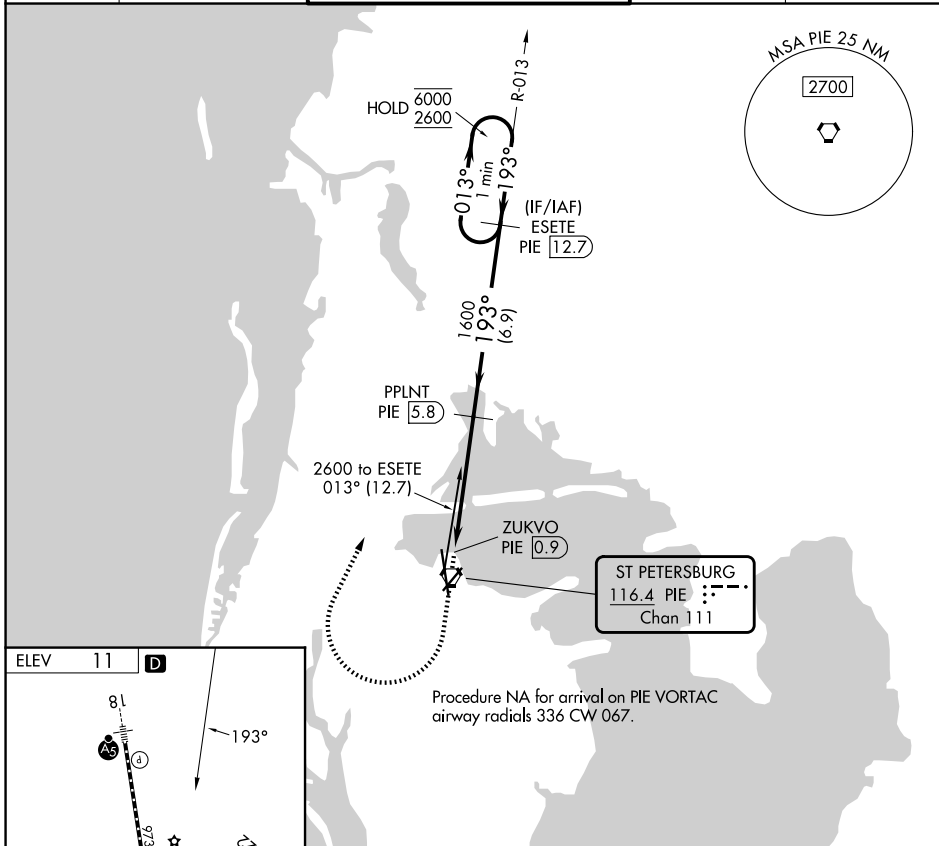 MSA PIE 25 NM
2700
R-013
HOLD 6000
2600
013°
1 min
193°
(IF/IAF)
ESETE
PIE 12.7
1600
193°
(6.9)
PPLNT
PIE 5.8
2600 to ESETE
013° (12.7)
ZUKVO
PIE 0.9
ST PETERSBURG
116.4 PIE
Chan 111
Procedure NA for arrival on PIE VORTAC
airway radials 336 CW 067.
ELEV 11 D
18
A5
P
193°
973
22